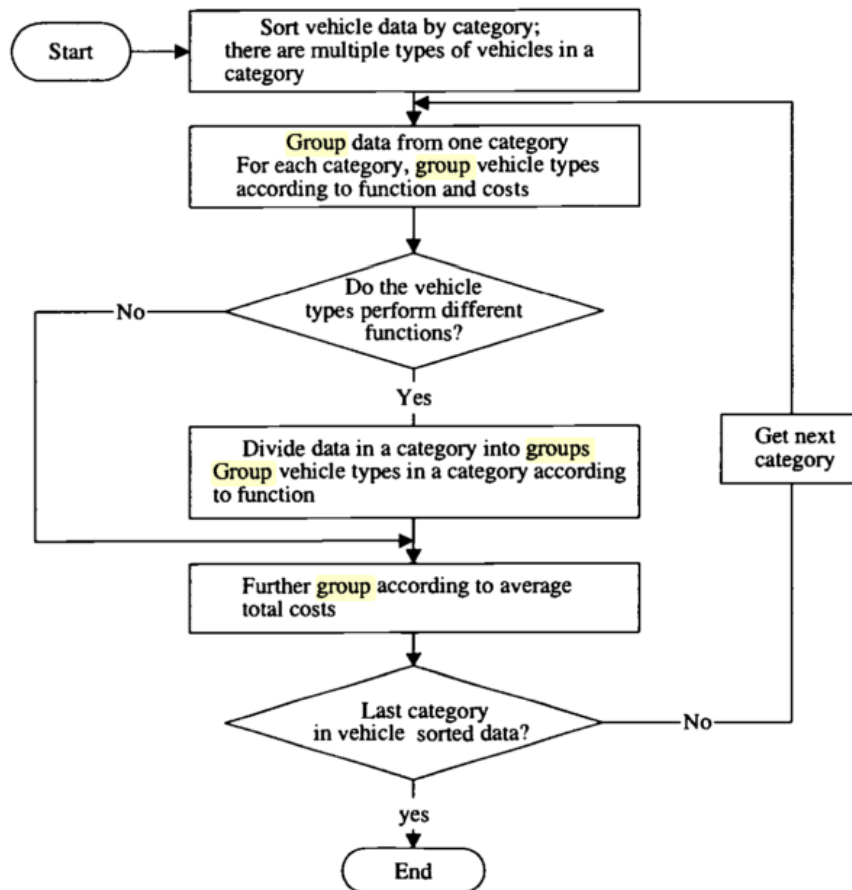 Start
Sort vehicle data by category;
there are multiple types of vehicles in a
category
Group data from one category
For each category, group vehicle types
according to function and costs
Do the vehicle
types perform different
functions?
No
Yes
Divide data in a category into groups
Group vehicle types in a category according
to function
Get next
category
Further group according to average
total costs
Last category
in vehicle sorted data?
No
yes
End